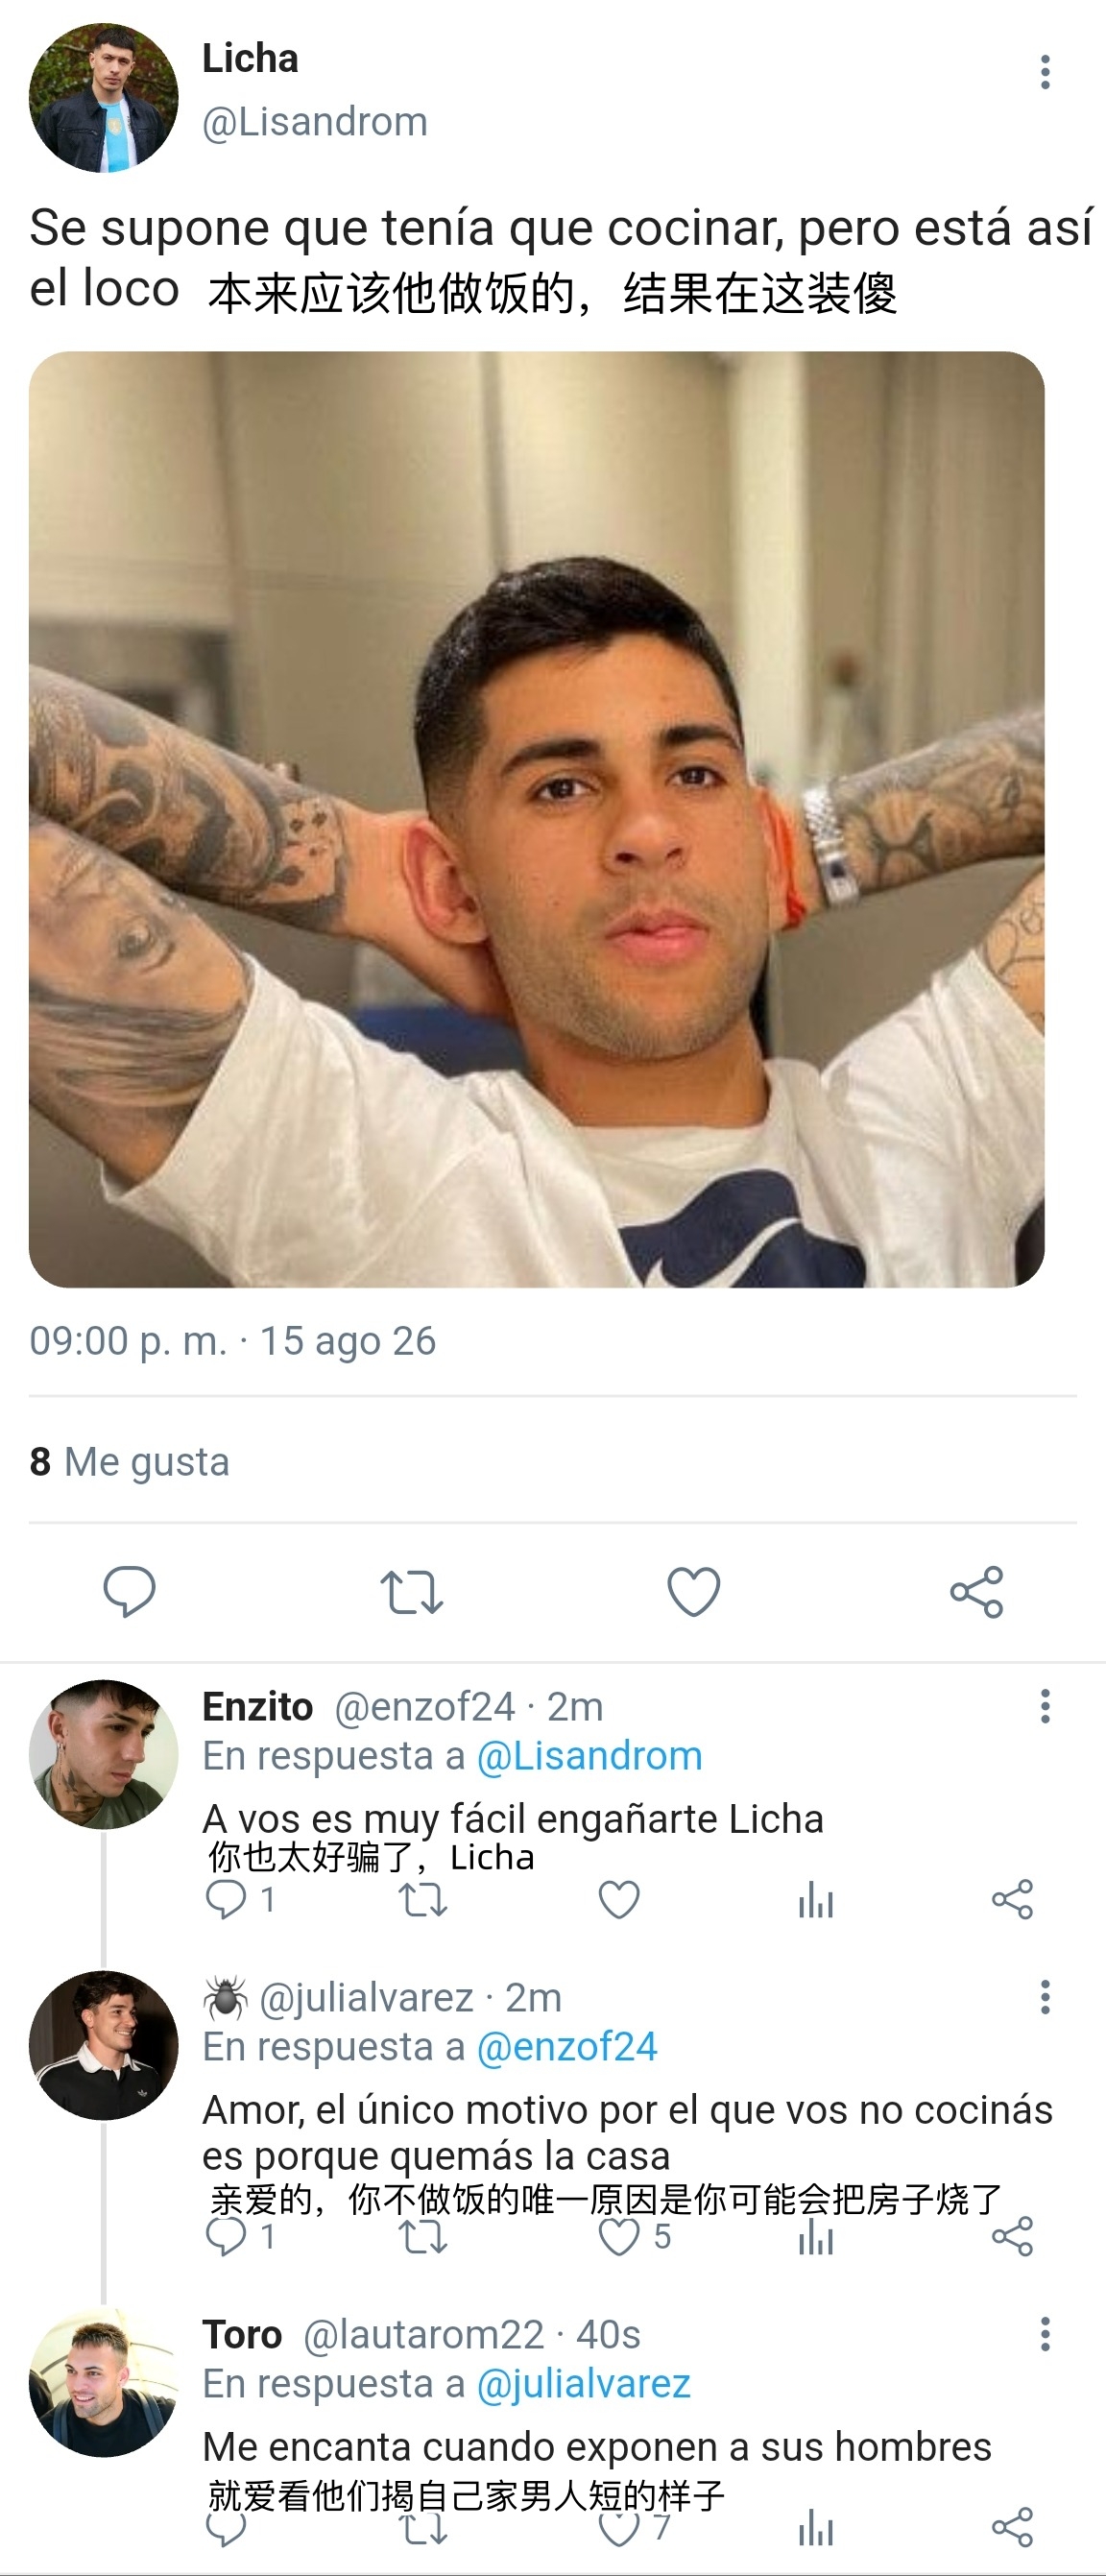 Licha
@Lisandrom
Se supone que tenía que cocinar, pero está así
el loco 本来应该他做饭的，结果在这装傻
09:00 p. m. · 15 ago 26
8 Me gusta
Enzito @enzof24 · 2m
En respuesta a @Lisandrom
A vos es muy fácil engañarte Licha
你也太好骗了，Licha
1
🕷 @julialvarez · 2m
En respuesta a @enzof24
Amor, el único motivo por el que vos no cocinás
es porque quemás la casa
亲爱的，你不做饭的唯一原因是你可能会把房子烧了
1 5
Toro @lautarom22 · 40s
En respuesta a @julialvarez
Me encanta cuando exponen a sus hombres
就爱看他们揭自己家男人短的样子
7